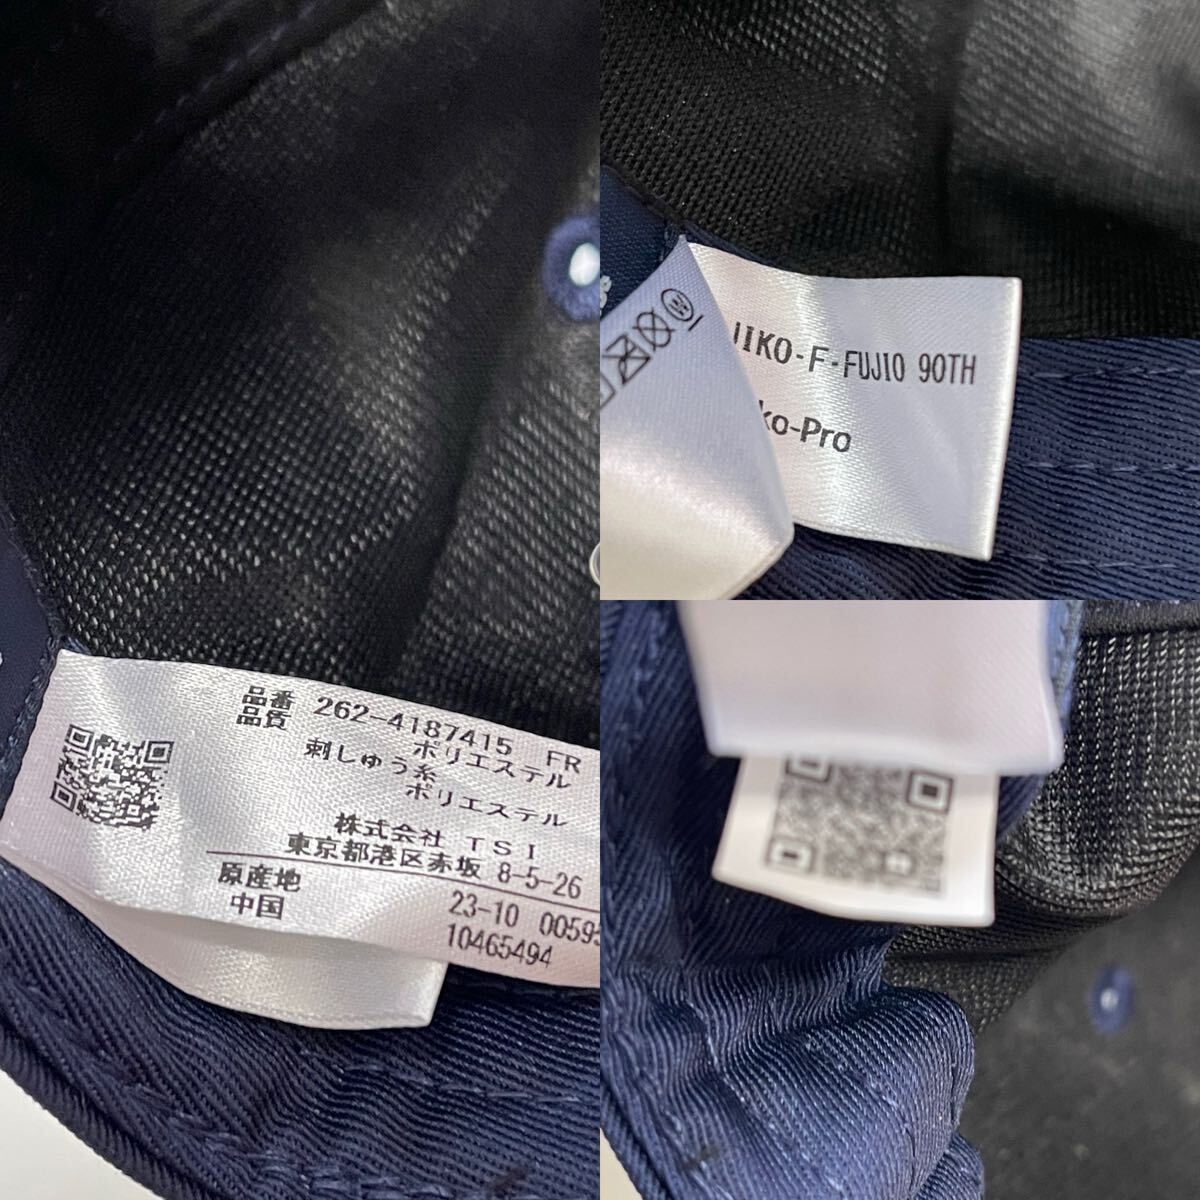 品番 262-4187415 FR
品質 ポリエステル
刺しゅう糸
ポリエステル
株式会社 TSI
東京都港区赤坂 8-5-26
原産地
中国
23-10 0059
10465494
W
IKO-F-FUJIO 90TH
ko-Pro